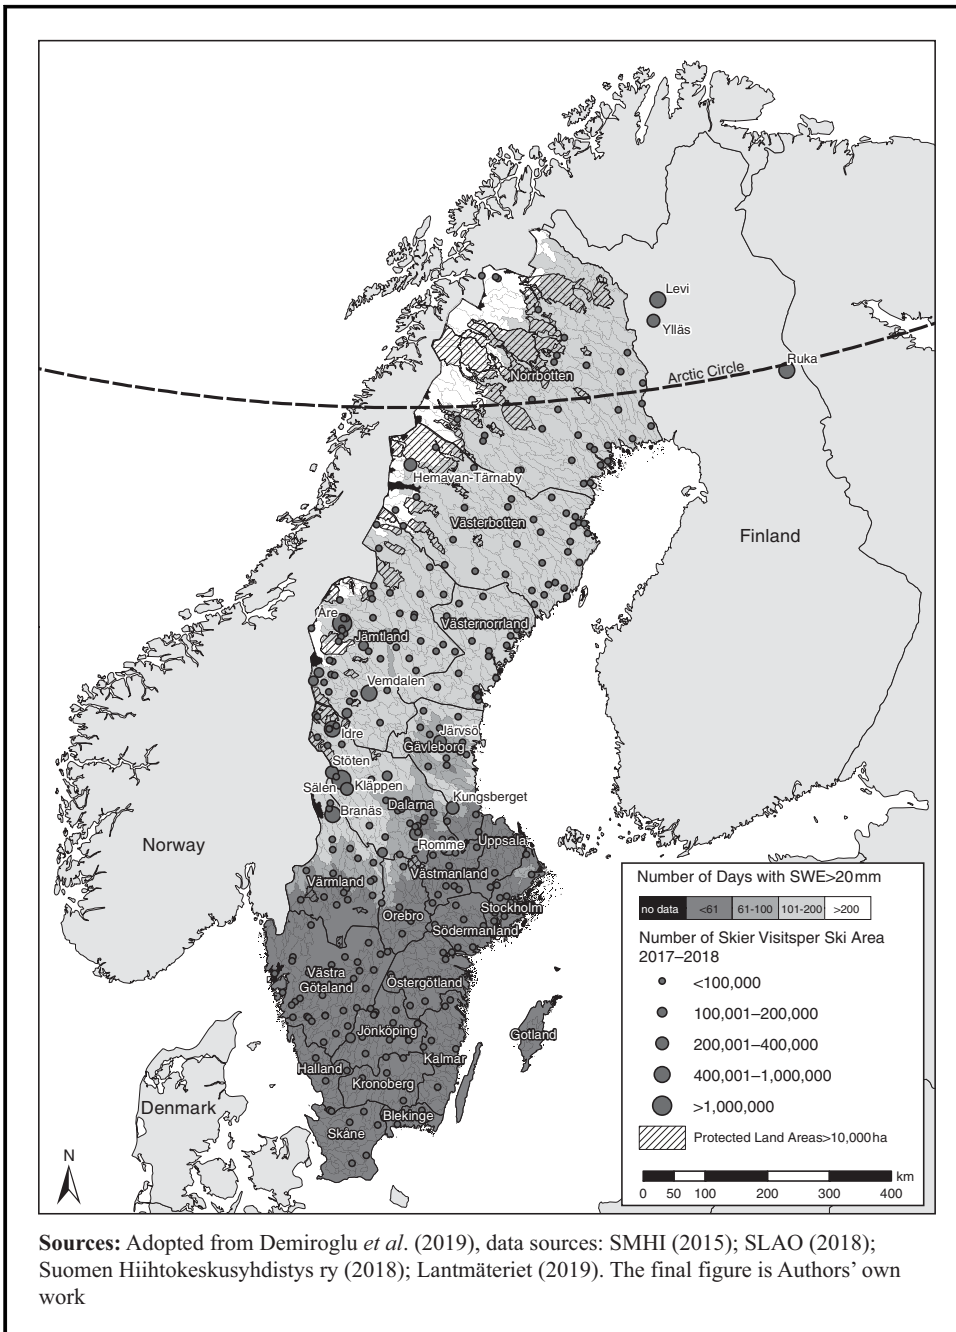 Levi
Ylläs
Ruka
Arctic Circle
Norrbotten
Hemavan-Tärnaby
Västerbotten
Finland
Åre
Västernorrland
Jämtland
Vemdalen
Järvsö
Idre
Gävleborg
Stöten
Sälen
Kläppen
Kungsberget
Dalarna
Branäs
Norway
Romme
Uppsala
Västmanland
Värmland
Orebro
Stockholm
Södermanland
Västra
Götaland
Östergötland
Jönköping
Gotland
Kalmar
Halland
Kronoberg
Denmark
Blekinge
Skåne
N
Number of Days with SWE>20mm
no data <61 61-100 101-200 >200
Number of Skier Visitsper Ski Area
2017–2018
<100,000
100,001–200,000
200,001–400,000
400,001–1,000,000
>1,000,000
Protected Land Areas>10,000ha
km
0 50 100 200 300 400
Sources: Adopted from Demiroglu et al. (2019), data sources: SMHI (2015); SLAO (2018);
Suomen Hiihtokeskusyhdistys ry (2018); Lantmäteriet (2019). The final figure is Authors' own
work